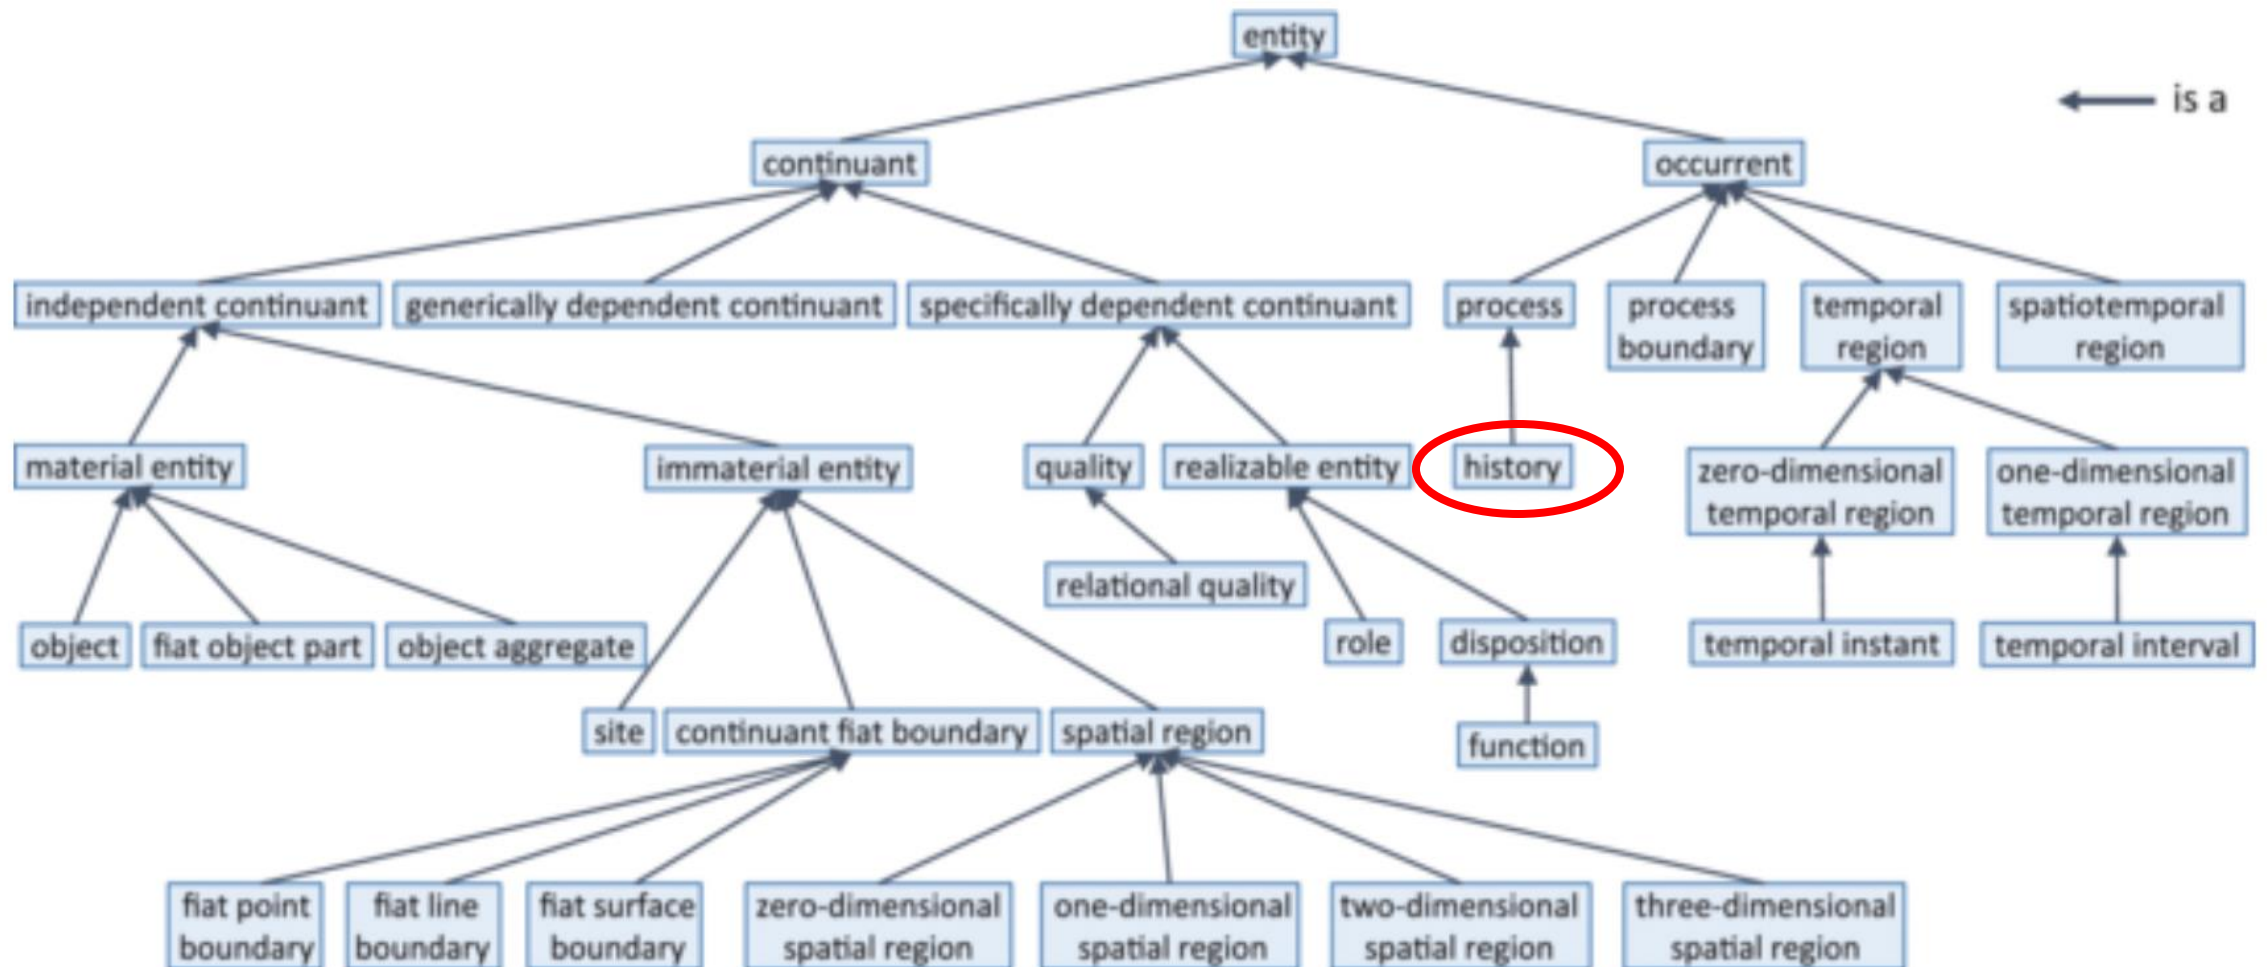 entity
is a
continuant
occurrent
independent continuant
generically dependent continuant
specifically dependent continuant
process
process
boundary
temporal
region
spatiotemporal
region
material entity
immaterial entity
quality
realizable entity
history
zero-dimensional
temporal region
one-dimensional
temporal region
relational quality
object
fiat object part
object aggregate
role
disposition
temporal instant
temporal interval
site
continuant fiat boundary
spatial region
function
fiat point
boundary
fiat line
boundary
fiat surface
boundary
zero-dimensional
spatial region
one-dimensional
spatial region
two-dimensional
spatial region
three-dimensional
spatial region